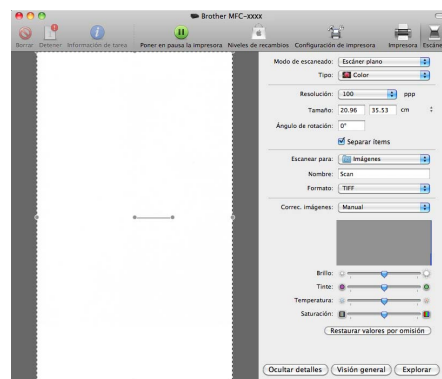 Brother MFC-xxxx
Borrar Detener Información de tarea Poner en pausa la impresora Niveles de recambios Configuración de impresora Impresora Escáner
Modo de escaneado: Escáner plano
Tipo: Color
Resolución: 100 ppp
Tamaño: 20.96 35.53 cm
Ángulo de rotación: 0°
Separar ítems
Escanear para: Imágenes
Nombre: Scan
Formato: TIFF
Correc. imágenes: Manual
Brillo:
Tinte:
Temperatura:
Saturación:
Restaurar valores por omisión
Ocultar detalles Visión general Explorar